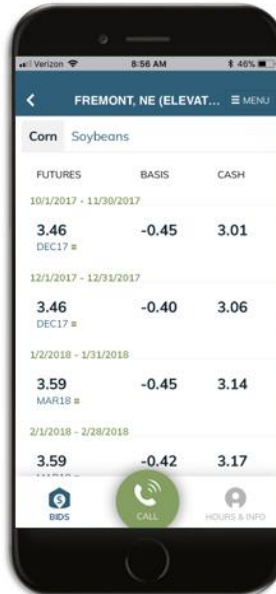 Verizon 8:56 AM 46%
FREMONT, NE (ELEVAT... MENU
Corn Soybeans
FUTURES BASIS CASH
10/1/2017 - 11/30/2017
3.46 -0.45 3.01
DEC17
12/1/2017 - 12/31/2017
3.46 -0.40 3.06
DEC17
1/2/2018 - 1/31/2018
3.59 -0.45 3.14
MAR18
2/1/2018 - 2/28/2018
3.59 -0.42 3.17
BIDS CALL HOURS & INFO